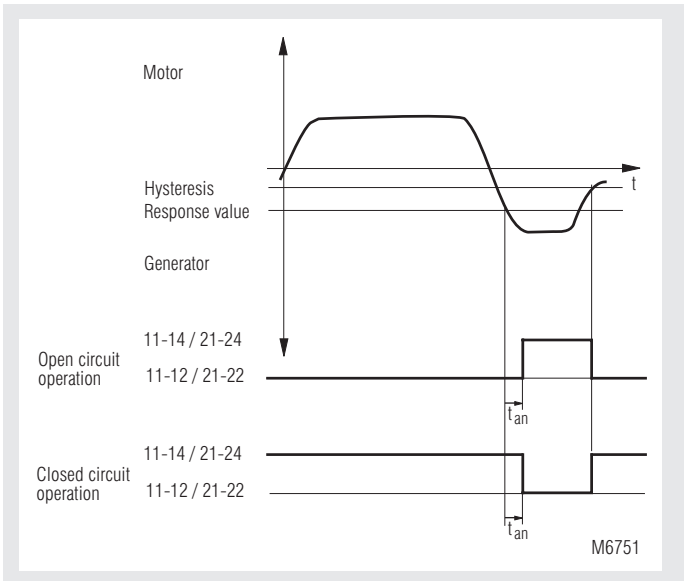 Motor
t
Hysteresis
Response value
Generator
11-14 / 21-24
Open circuit
operation
11-12 / 21-22
tan
11-14 / 21-24
Closed circuit
operation
11-12 / 21-22
tan
M6751